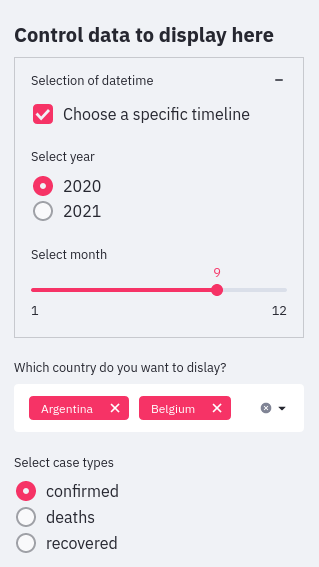 Control data to display here
Selection of datetime
Choose a specific timeline
Select year
2020
2021
Select month
9
1 12
Which country do you want to dislay?
Argentina Belgium
Select case types
confirmed
deaths
recovered